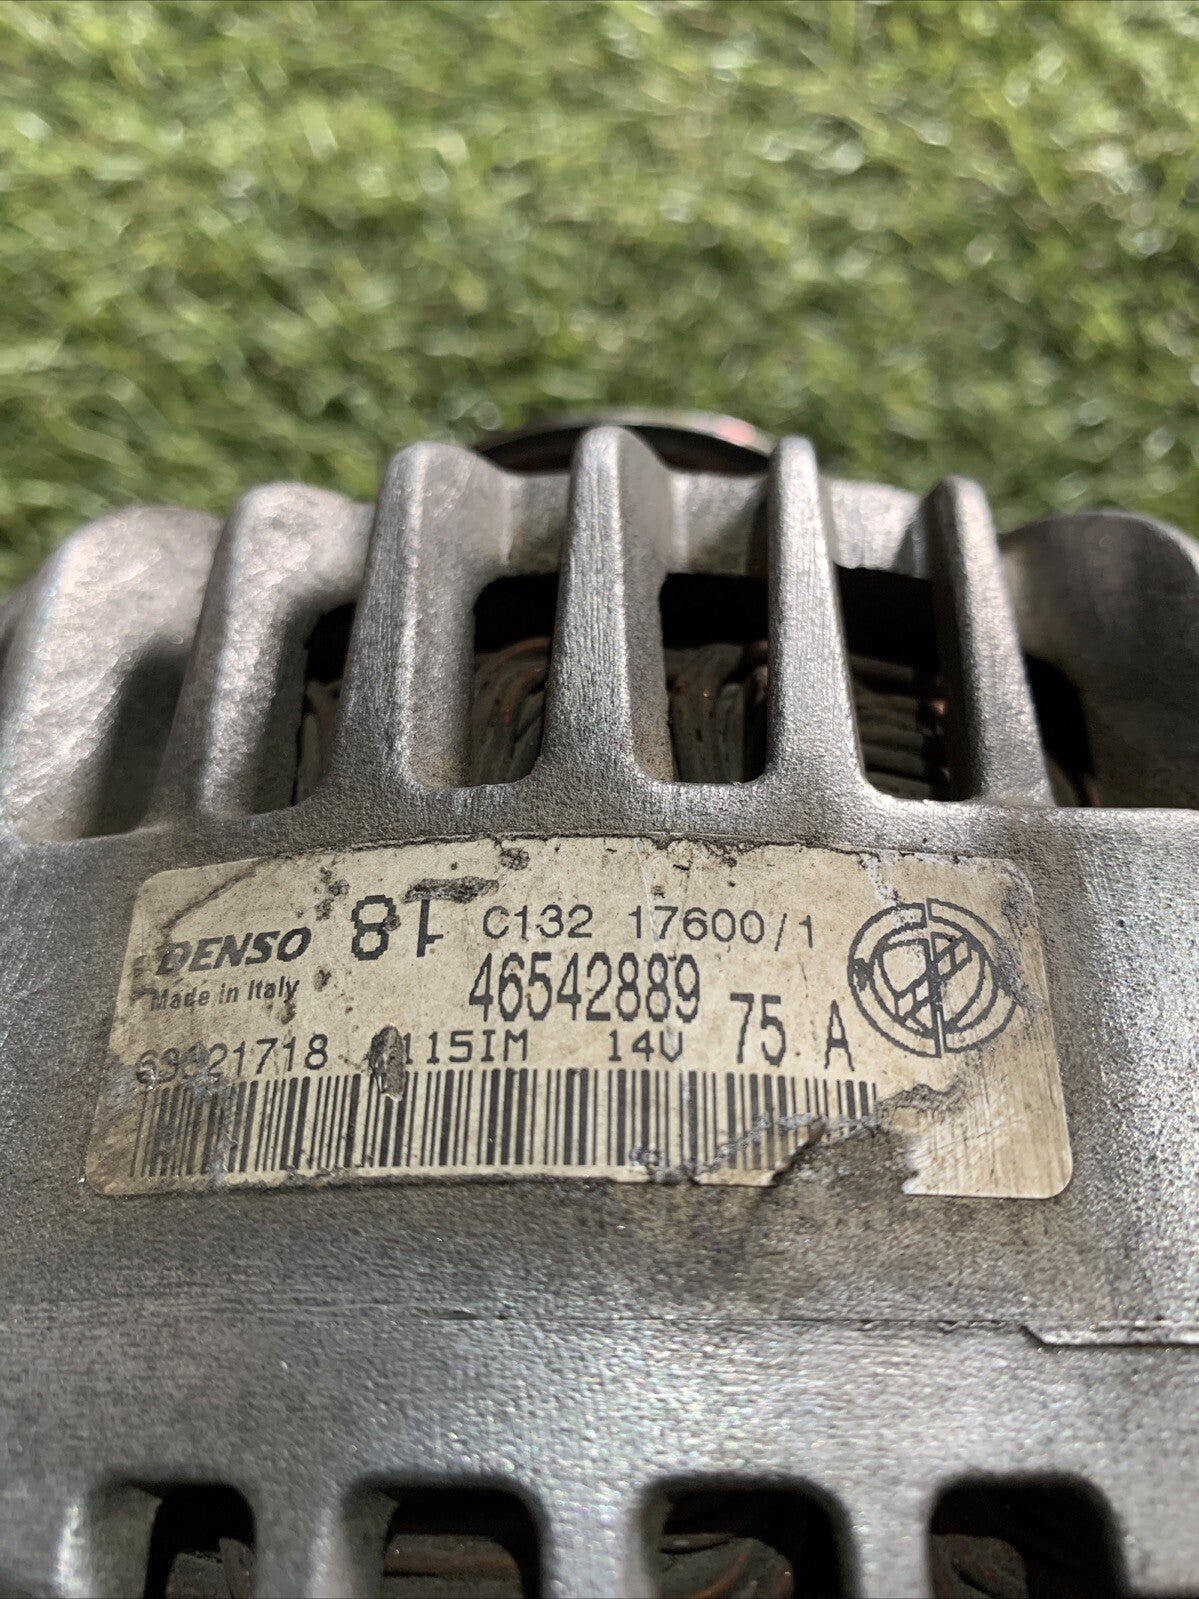 81 C132 17600/1
DENSO 46542889
Made in Italy 75 A
115IM 14V